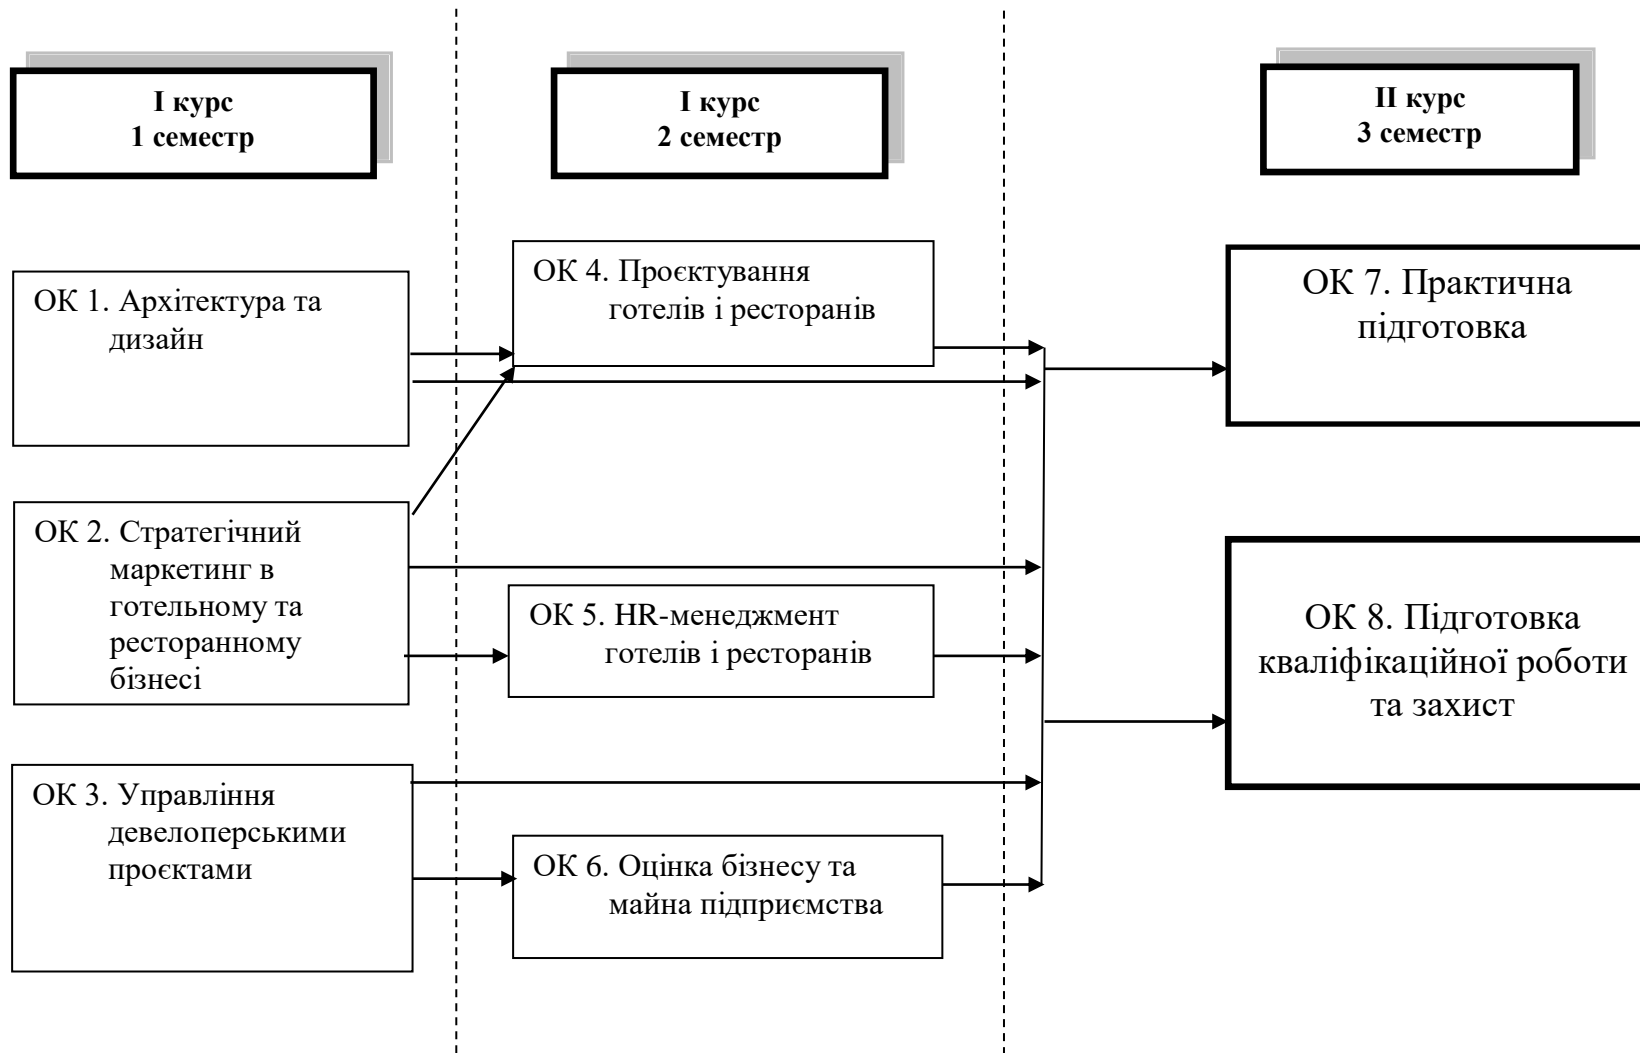 І курс
1 семестр
І курс
2 семестр
ІІ курс
3 семестр
ОК 1. Архітектура та
дизайн
ОК 2. Стратегічний
маркетинг в
готельному та
ресторанному
бізнесі
ОК 3. Управління
девелоперськими
проєктами
ОК 4. Проєктування
готелів і ресторанів
ОК 5. HR-менеджмент
готелів і ресторанів
ОК 6. Оцінка бізнесу та
майна підприємства
ОК 7. Практична
підготовка
ОК 8. Підготовка
кваліфікаційної роботи
та захист